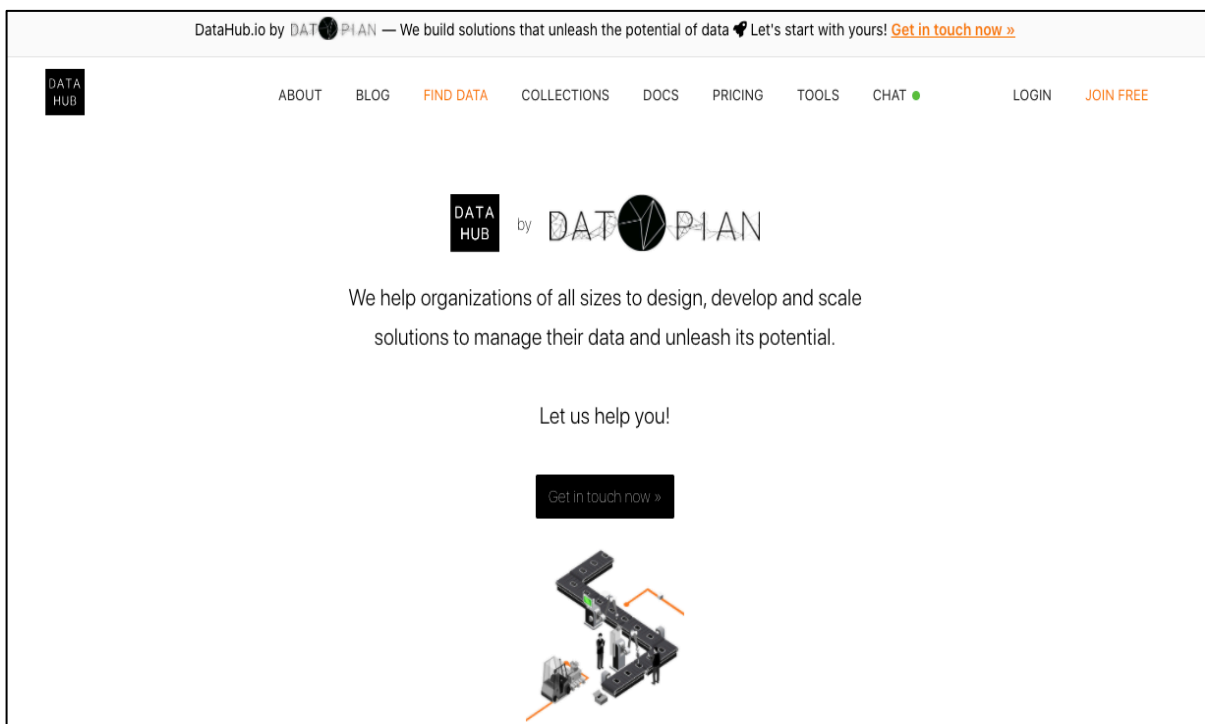 DataHub.io by DATOPIAN — We build solutions that unleash the potential of data Let's start with yours! Get in touch now »
DATA
HUB
ABOUT BLOG FIND DATA COLLECTIONS DOCS PRICING TOOLS CHAT LOGIN JOIN FREE
DATA
HUB
by DATOPIAN
We help organizations of all sizes to design, develop and scale
solutions to manage their data and unleash its potential.
Let us help you!
Get in touch now »